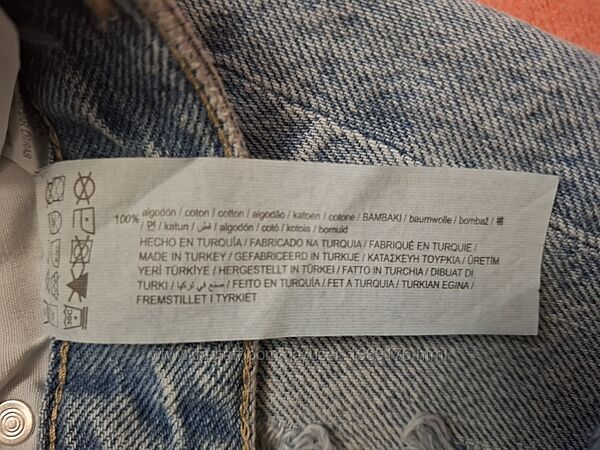 100% algodón / coton / cotton / algodão / katoen / cotone / BAMBAKI / baumwolle / bombaž / 棉
/ 면 / katun / قطن / algodón / cotó / kotoia / bomuld
HECHO EN TURQUÍA / FABRICADO NA TURQUIA / FABRIQUÉ EN TURQUIE /
MADE IN TURKEY / GEFABRICEERD IN TURKIJE / ΚΑΤΑΣΚΕΥΗ ΤΟΥΡΚΙΑ / ÜRETİM
YERİ TÜRKİYE / HERGESTELLT IN TÜRKEI / FATTO IN TURCHIA / DIBUAT DI
TURKI / صنع في تركيا / FEITO EN TURQUÍA / FET A TURQUIA / TURKIAN EGINA /
FREMSTILLET I TYRKIET